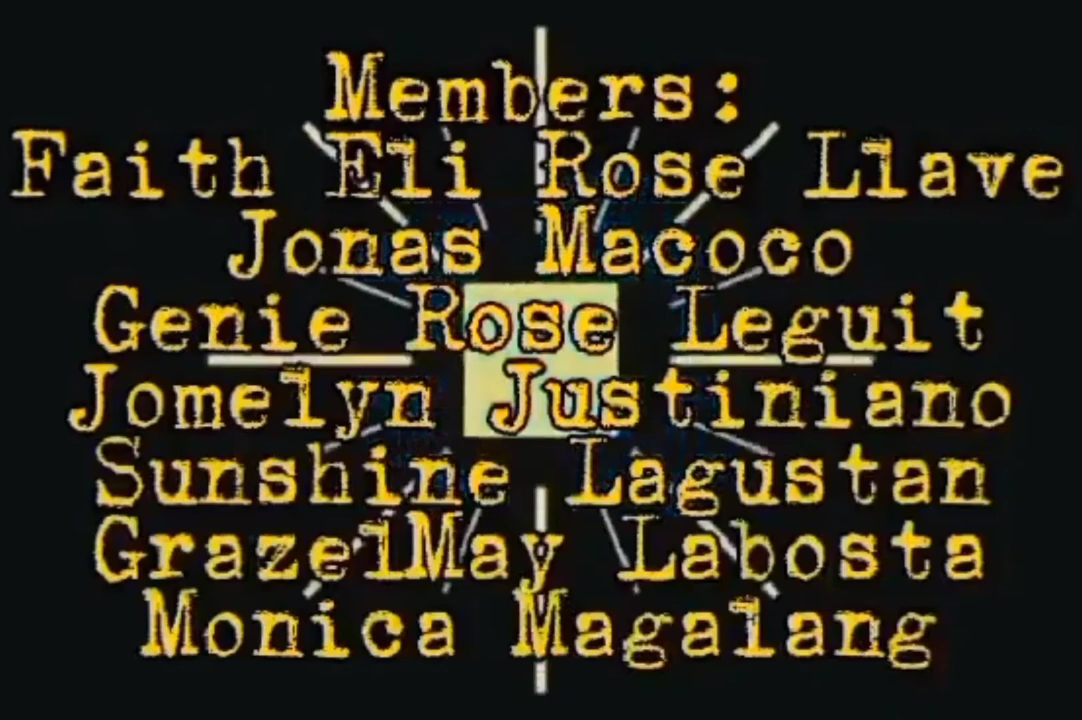 Members:
Faith Eli Rose Llave
Jonas Macoco
Genie Rose Leguit
Jomelyn Justiniano
Sunshine Lagustan
GrazelMay Labosta
Monica Magalang